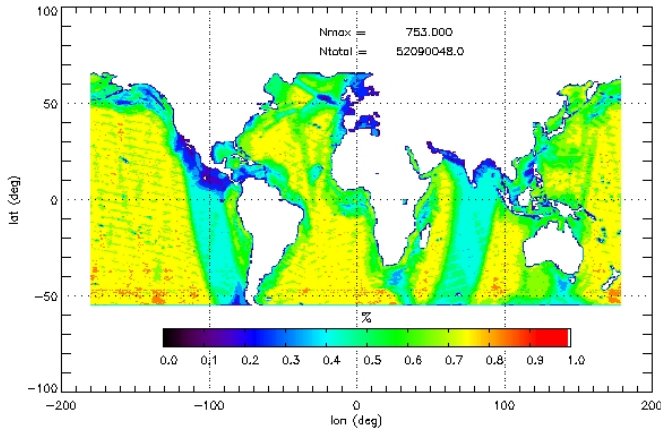 100
Nmax = 753.000
Ntotal = 52090048.0
50
lat (deg)
0
-50
%
0.0 0.1 0.2 0.3 0.4 0.5 0.6 0.7 0.8 0.9 1.0
-100
-200 -100 0 100 200
lon (deg)